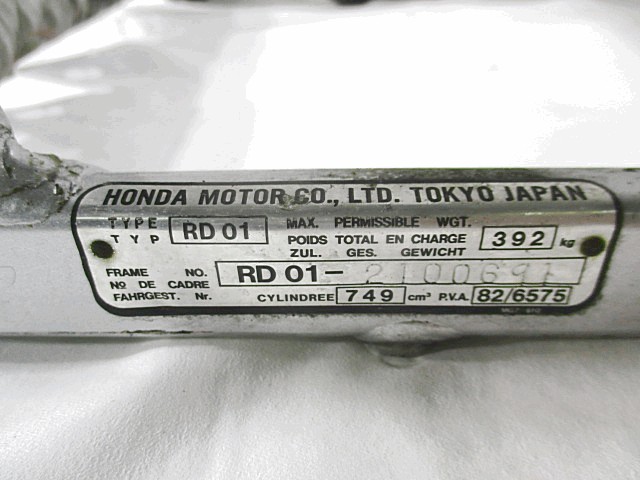 HONDA MOTOR CO., LTD. TOKYO JAPAN
TYPE RD 01 MAX. PERMISSIBLE WGT.
TYP POIDS TOTAL EN CHARGE 392 kg
ZUL. GES. GEWICHT
FRAME NO. RD 01- 2100691
Nº DE CADRE
FAHRGEST. Nr. CYLINDREE 749 cm³ P.V.A. 82/6575